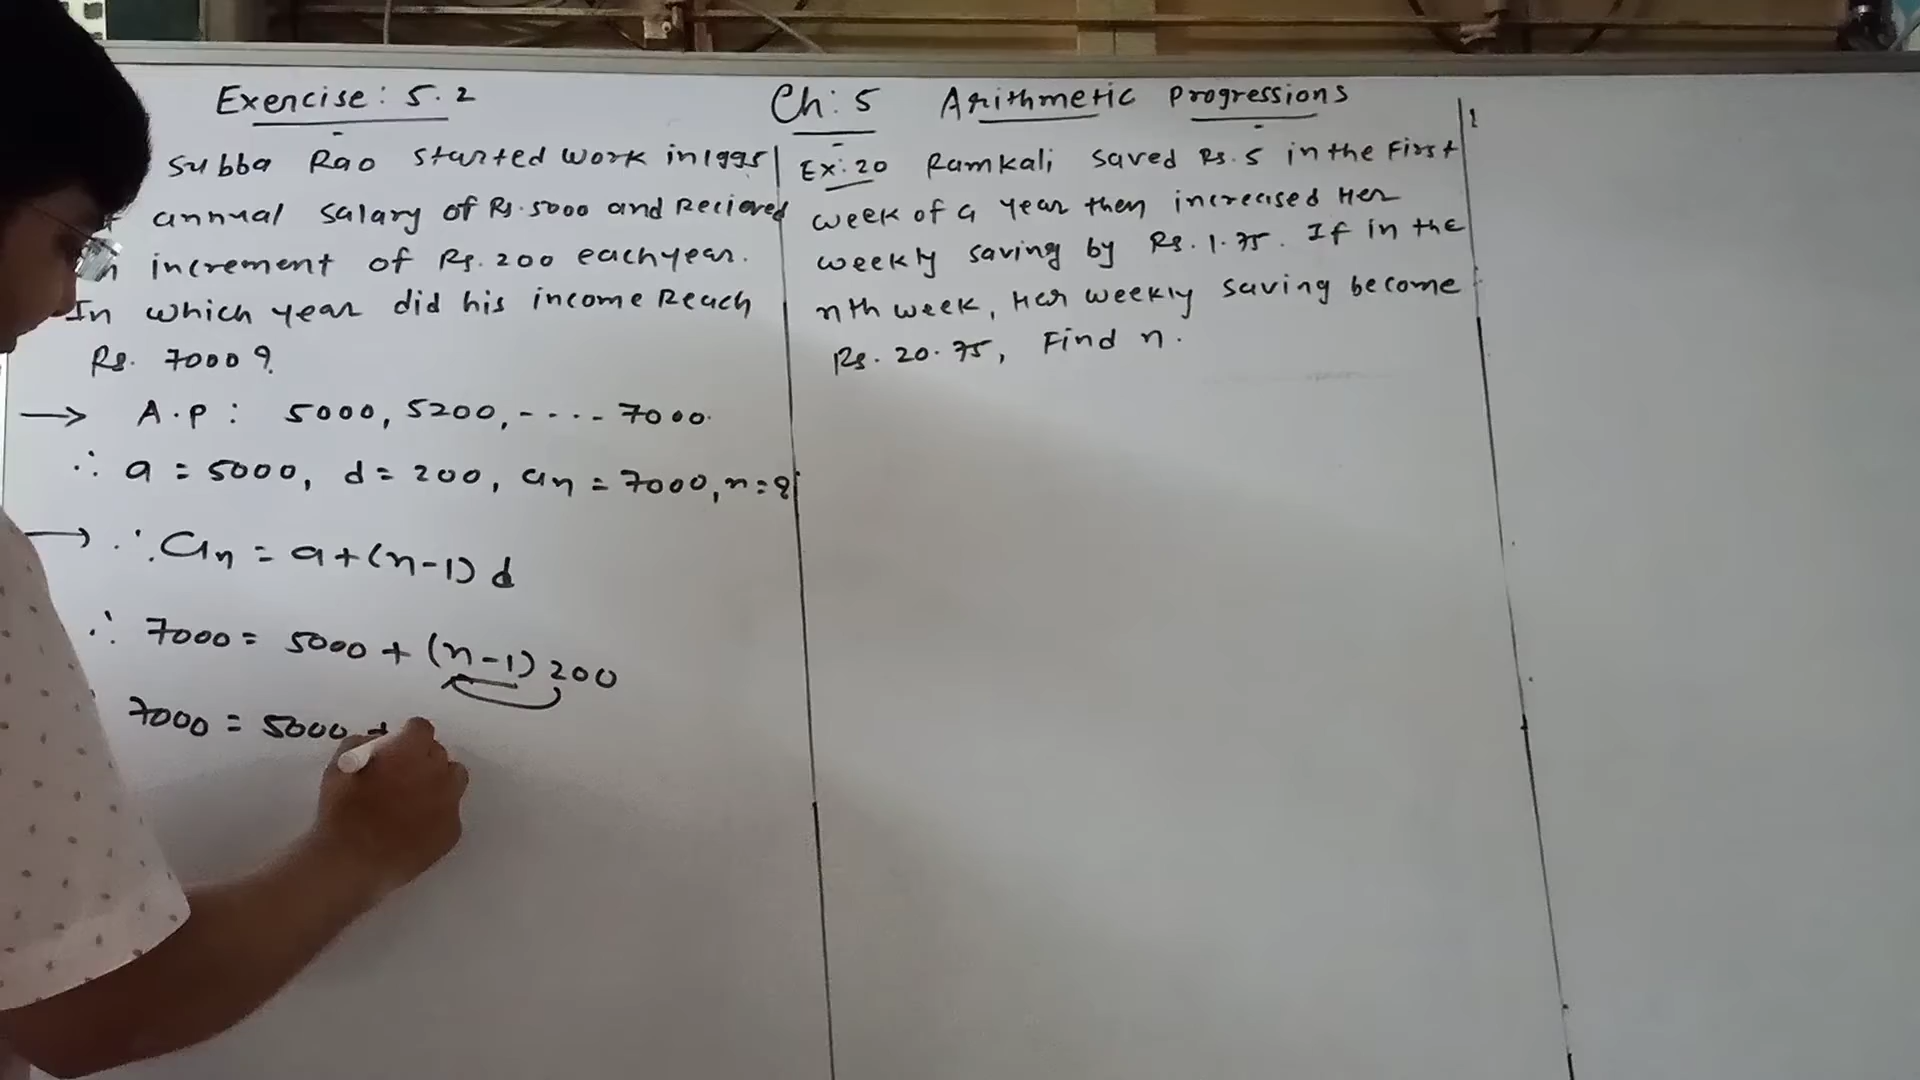 Exercise: 5.2
Ch: 5 Arithmetic Progressions
Subba Rao started work in 1995
annual salary of Rs. 5000 and Recieved
increment of Rs. 200 each year.
In which year did his income Reach
Rs. 7000?
→ A.P: 5000, 5200, - - - - 7000.
∴ a = 5000, d = 200, an = 7000, n = ?
→ ∴ an = a + (n-1) d
∴ 7000 = 5000 + (n-1) 200
7000 = 5000 +
Ex: 20 Ramkali saved Rs. 5 in the First
week of a year then increased Her
weekly saving by Rs. 1.75. If in the
nth week, Her weekly saving become
Rs. 20.75, Find n.